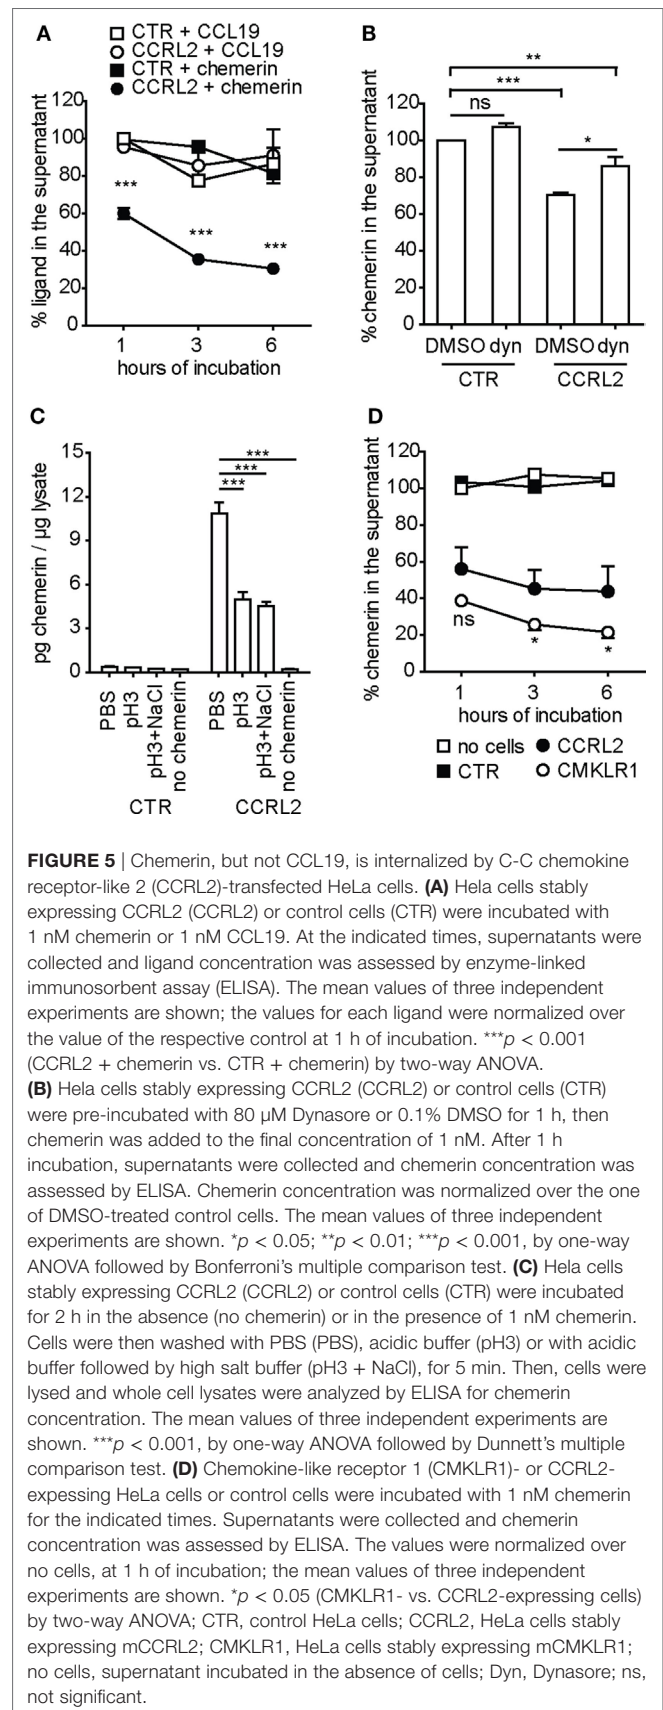 A
CTR + CCL19
CCRL2 + CCL19
CTR + chemerin
CCRL2 + chemerin
% ligand in the supernatant
120
100
80
60
40
20
0
***
***
***
1 3 6
hours of incubation
B
% chemerin in the supernatant
120
100
80
60
40
20
0
**
***
ns
*
DMSO dyn DMSO dyn
CTR CCRL2
C
pg chemerin / µg lysate
15
12
9
6
3
0
***
***
***
PBS
pH3
pH3+NaCl
no chemerin
PBS
pH3
pH3+NaCl
no chemerin
CTR CCRL2
D
% chemerin in the supernatant
120
100
80
60
40
20
0
ns
*
*
1 3 6
hours of incubation
no cells CCRL2
CTR CMKLR1
FIGURE 5 | Chemerin, but not CCL19, is internalized by C-C chemokine
receptor-like 2 (CCRL2)-transfected HeLa cells. (A) Hela cells stably
expressing CCRL2 (CCRL2) or control cells (CTR) were incubated with
1 nM chemerin or 1 nM CCL19. At the indicated times, supernatants were
collected and ligand concentration was assessed by enzyme-linked
immunosorbent assay (ELISA). The mean values of three independent
experiments are shown; the values for each ligand were normalized over
the value of the respective control at 1 h of incubation. ***p < 0.001
(CCRL2 + chemerin vs. CTR + chemerin) by two-way ANOVA.
(B) Hela cells stably expressing CCRL2 (CCRL2) or control cells (CTR)
were pre-incubated with 80 µM Dynasore or 0.1% DMSO for 1 h, then
chemerin was added to the final concentration of 1 nM. After 1 h
incubation, supernatants were collected and chemerin concentration was
assessed by ELISA. Chemerin concentration was normalized over the one
of DMSO-treated control cells. The mean values of three independent
experiments are shown. *p < 0.05; **p < 0.01; ***p < 0.001, by one-way
ANOVA followed by Bonferroni's multiple comparison test. (C) Hela cells
stably expressing CCRL2 (CCRL2) or control cells (CTR) were incubated
for 2 h in the absence (no chemerin) or in the presence of 1 nM chemerin.
Cells were then washed with PBS (PBS), acidic buffer (pH3) or with acidic
buffer followed by high salt buffer (pH3 + NaCl), for 5 min. Then, cells were
lysed and whole cell lysates were analyzed by ELISA for chemerin
concentration. The mean values of three independent experiments are
shown. ***p < 0.001, by one-way ANOVA followed by Dunnett's multiple
comparison test. (D) Chemokine-like receptor 1 (CMKLR1)- or CCRL2-
expessing HeLa cells or control cells were incubated with 1 nM chemerin
for the indicated times. Supernatants were collected and chemerin
concentration was assessed by ELISA. The values were normalized over
no cells, at 1 h of incubation; the mean values of three independent
experiments are shown. *p < 0.05 (CMKLR1- vs. CCRL2-expressing cells)
by two-way ANOVA; CTR, control HeLa cells; CCRL2, HeLa cells stably
expressing mCCRL2; CMKLR1, HeLa cells stably expressing mCMKLR1;
no cells, supernatant incubated in the absence of cells; Dyn, Dynasore; ns,
not significant.